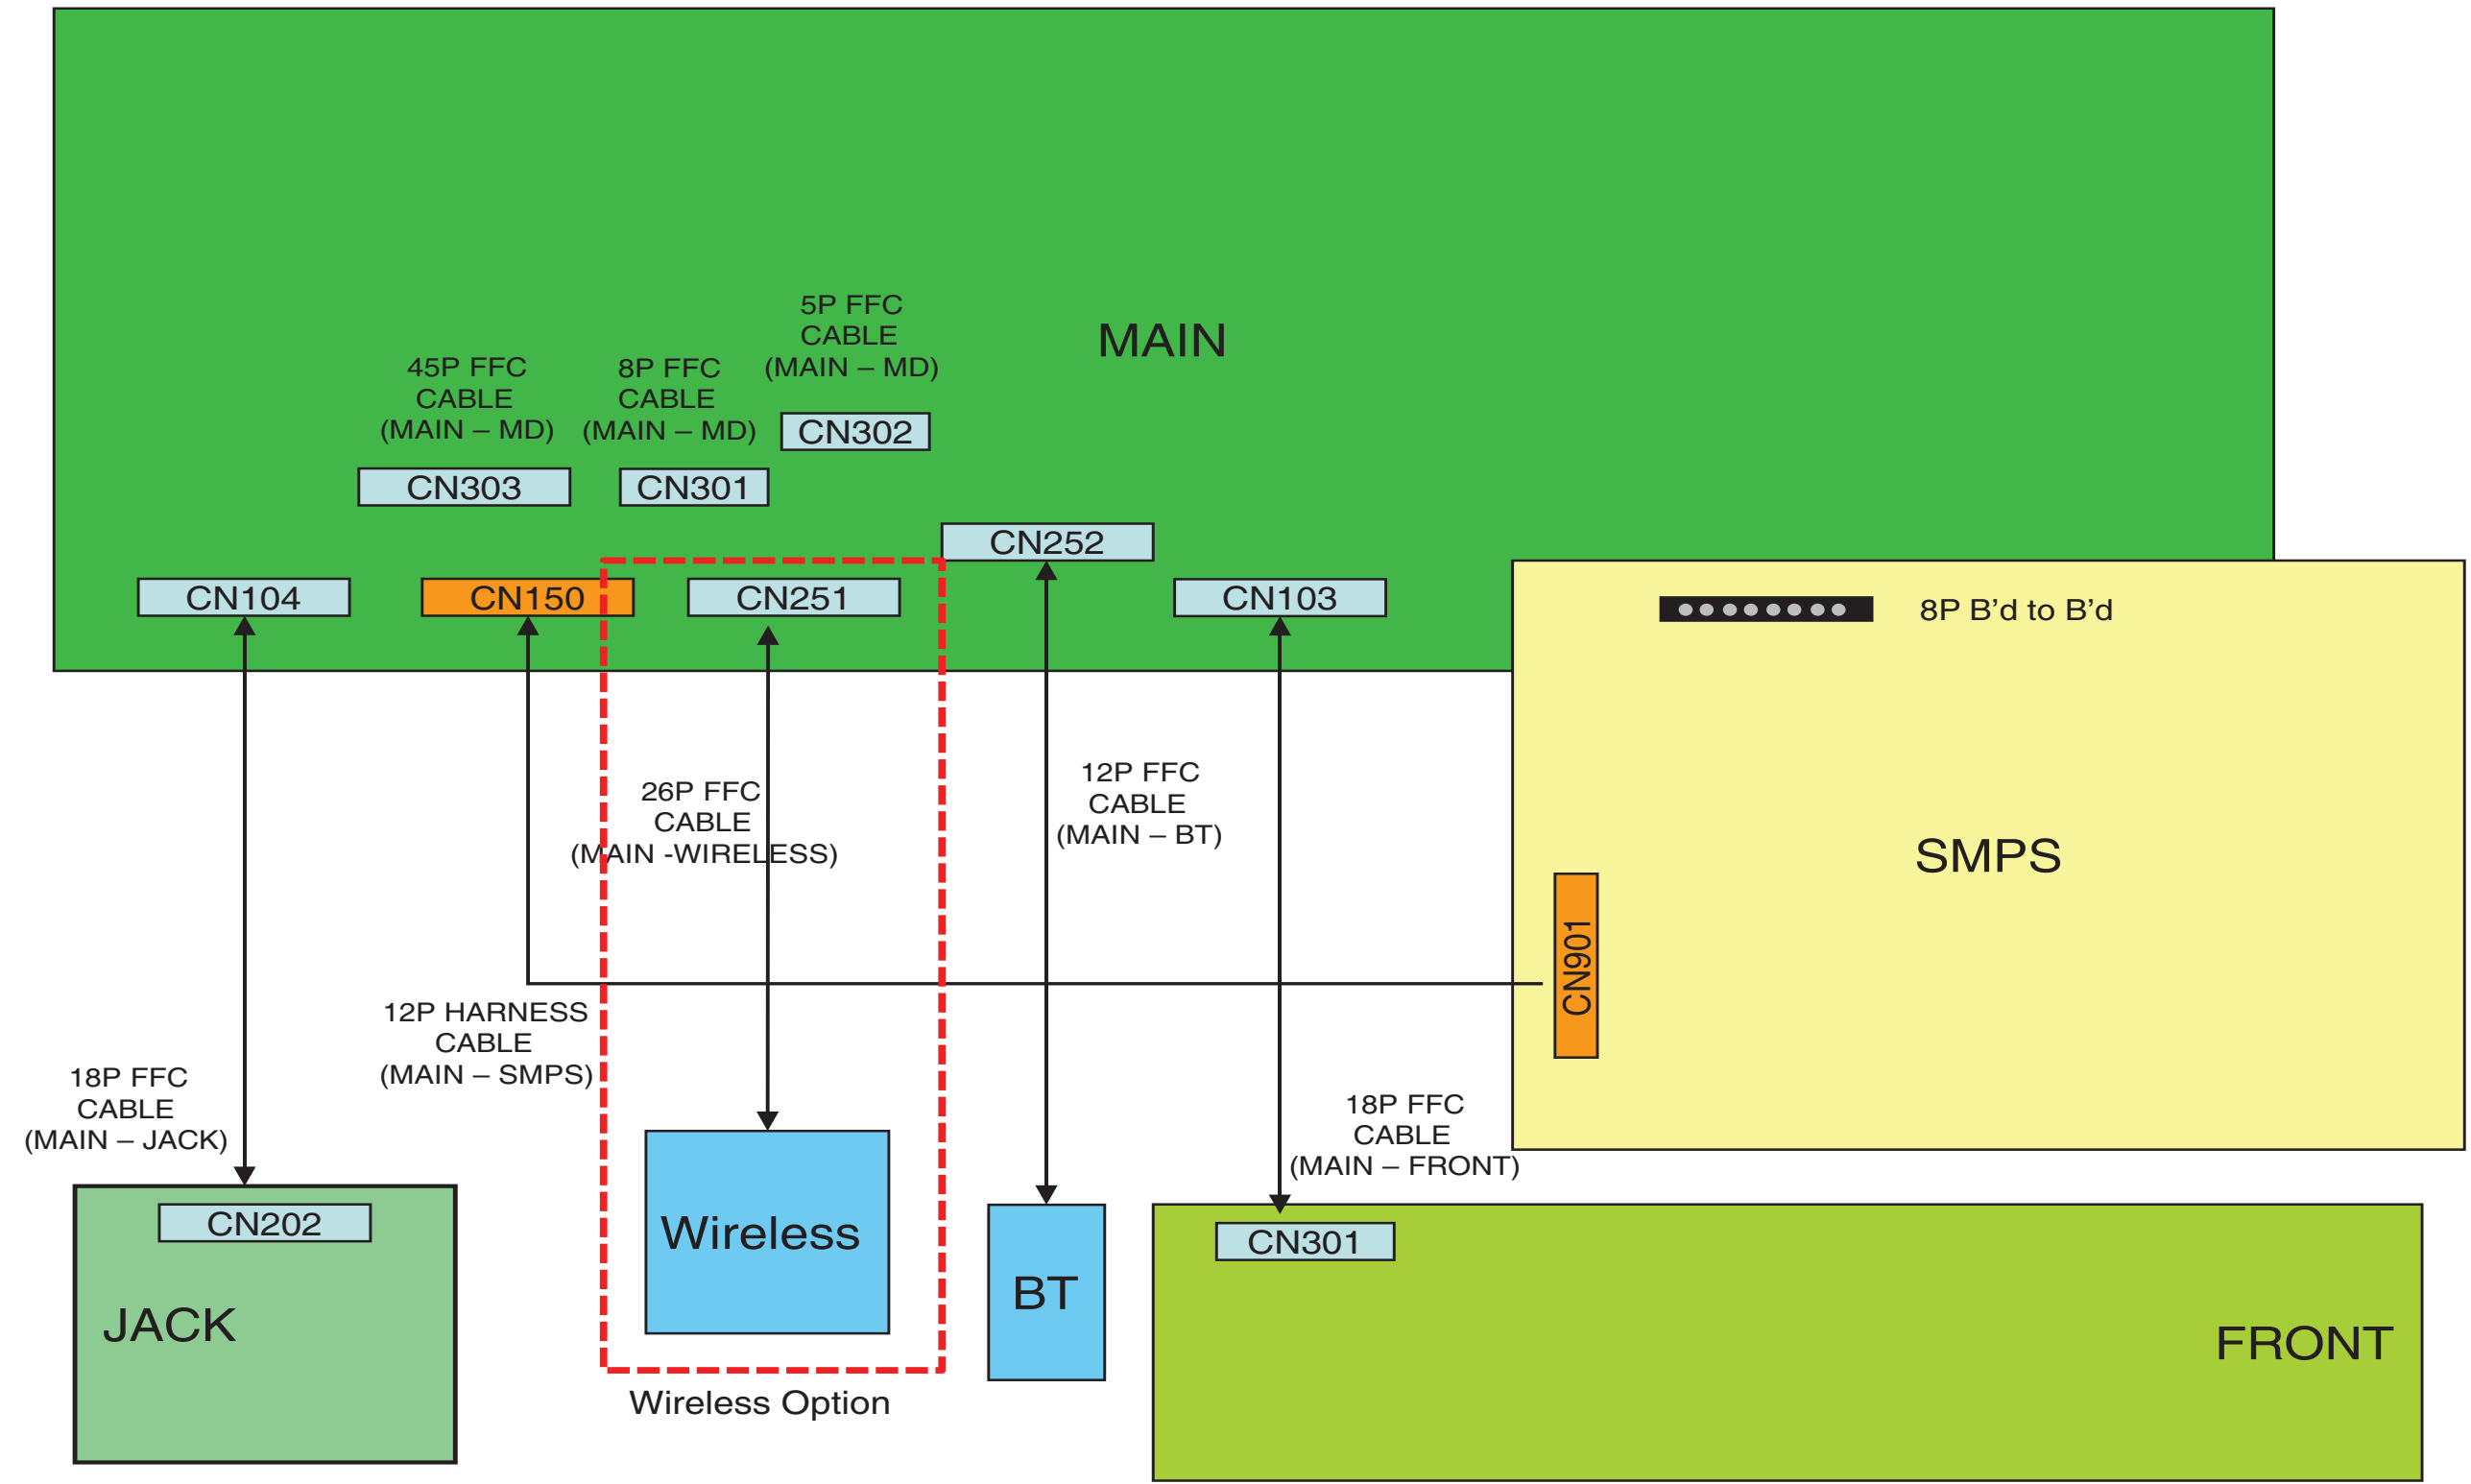 5P FFC
CABLE
(MAIN – MD)
MAIN
45P FFC
CABLE
(MAIN – MD)
8P FFC
CABLE
(MAIN – MD)
CN302
CN303
CN301
CN252
CN104
CN150
CN251
CN103
8P B’d to B’d
26P FFC
CABLE
(MAIN -WIRELESS)
12P FFC
CABLE
(MAIN – BT)
SMPS
CN901
12P HARNESS
CABLE
(MAIN – SMPS)
18P FFC
CABLE
(MAIN – JACK)
18P FFC
CABLE
(MAIN – FRONT)
CN202
JACK
Wireless
BT
CN301
FRONT
Wireless Option